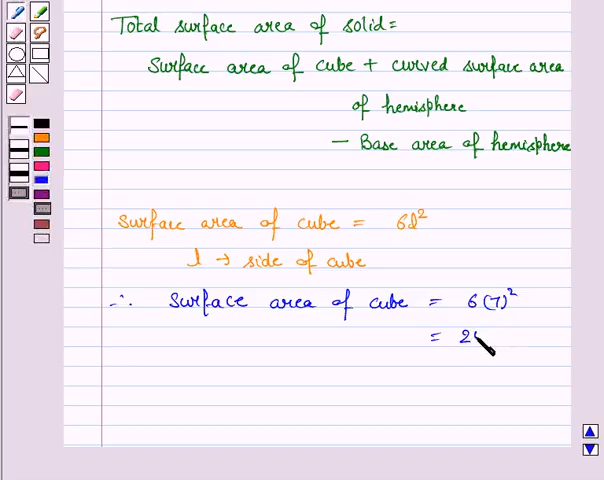 Total surface area of solid=
Surface area of cube + curved surface area
of hemisphere
— Base area of hemisphere
Surface area of cube = 6l²
l → side of cube
∴ Surface area of cube = 6(7)²
= 2